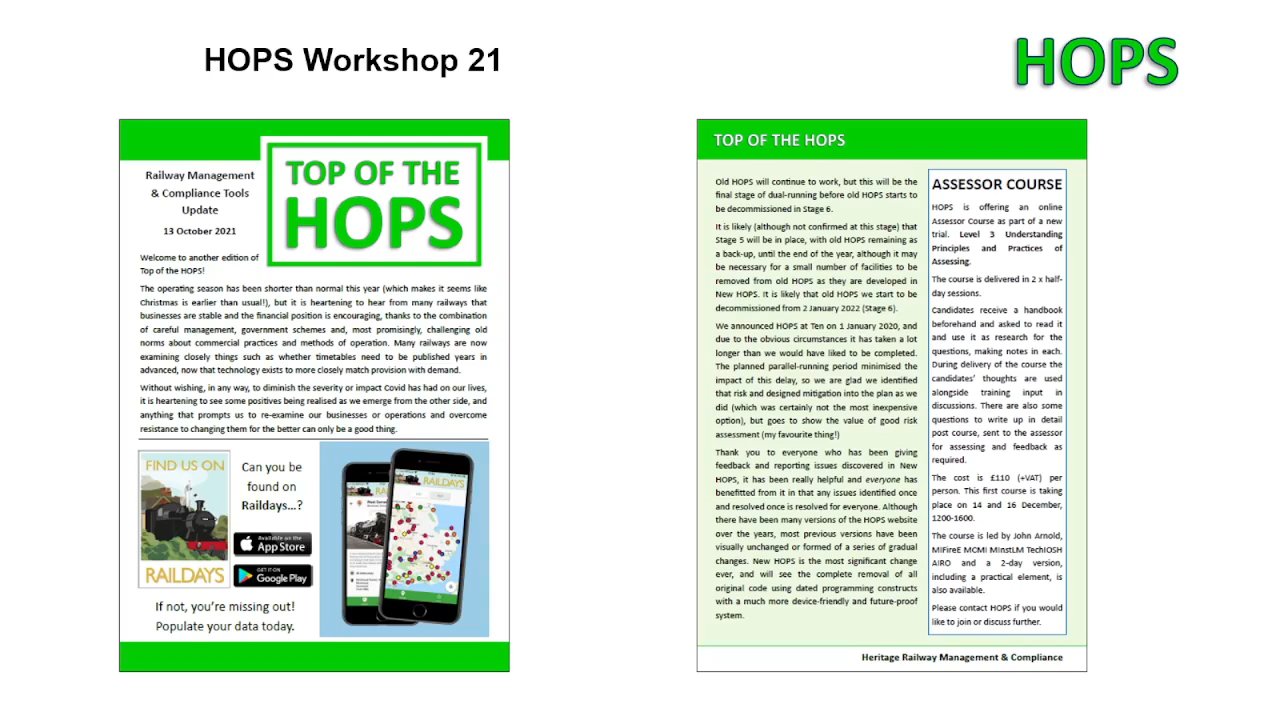 HOPS Workshop 21
HOPS
Railway Management
& Compliance Tools
Update
13 October 2021
TOP OF THE
HOPS
Welcome to another edition of
Top of the HOPS!
The operating season has been shorter than normal this year (which makes it seems like
Christmas is earlier than usual!), but it is heartening to hear from many railways that
businesses are stable and the financial position is encouraging, thanks to the combination
of careful management, government schemes and, most promisingly, challenging old
norms about commercial practices and methods of operation. Many railways are now
examining closely things such as whether timetables need to be published years in
advanced, now that technology exists to more closely match provision with demand.
Without wishing, in any way, to diminish the severity or impact Covid has had on our lives,
it is heartening to see some positives being realised as we emerge from the other side, and
anything that prompts us to re-examine our businesses or operations and overcome
resistance to changing them for the better can only be a good thing.
FIND US ON
RAILDAYS
Can you be
found on
Raildays...?
Available on the
App Store
GET IT ON
Google Play
If not, you're missing out!
Populate your data today.
RAILDAYS
TOP OF THE HOPS
Old HOPS will continue to work, but this will be the
final stage of dual-running before old HOPS starts to
be decommissioned in Stage 6.
It is likely (although not confirmed at this stage) that
Stage 5 will be in place, with old HOPS remaining as
a back-up, until the end of the year, although it may
be necessary for a small number of facilities to be
removed from old HOPS as they are developed in
New HOPS. It is likely that old HOPS we start to be
decommissioned from 2 January 2022 (Stage 6).
We announced HOPS at Ten on 1 January 2020, and
due to the obvious circumstances it has taken a lot
longer than we would have liked to be completed.
The planned parallel-running period minimised the
impact of this delay, so we are glad we identified
that risk and designed mitigation into the plan as we
did (which was certainly not the most inexpensive
option), but goes to show the value of good risk
assessment (my favourite thing!)
Thank you to everyone who has been giving
feedback and reporting issues discovered in New
HOPS, it has been really helpful and everyone has
benefitted from it in that any issues identified once
and resolved once is resolved for everyone. Although
there have been many versions of the HOPS website
over the years, most previous versions have been
visually unchanged or formed of a series of gradual
changes. New HOPS is the most significant change
ever, and will see the complete removal of all
original code using dated programming constructs
with a much more device-friendly and future-proof
system.
ASSESSOR COURSE
HOPS is offering an online
Assessor Course as part of a new
trial. Level 3 Understanding
Principles and Practices of
Assessing.
The course is delivered in 2 x half-
day sessions.
Candidates receive a handbook
beforehand and asked to read it
and use it as research for the
questions, making notes in each.
During delivery of the course the
candidates' thoughts are used
alongside training input in
discussions. There are also some
questions to write up in detail
post course, sent to the assessor
for assessing and feedback as
required.
The cost is £110 (+VAT) per
person. This first course is taking
place on 14 and 16 December,
1200-1600.
The course is led by John Arnold,
MIFireE MCMI MInstLM TechIOSH
AIRO and a 2-day version,
including a practical element, is
also available.
Please contact HOPS if you would
like to join or discuss further.
Heritage Railway Management & Compliance